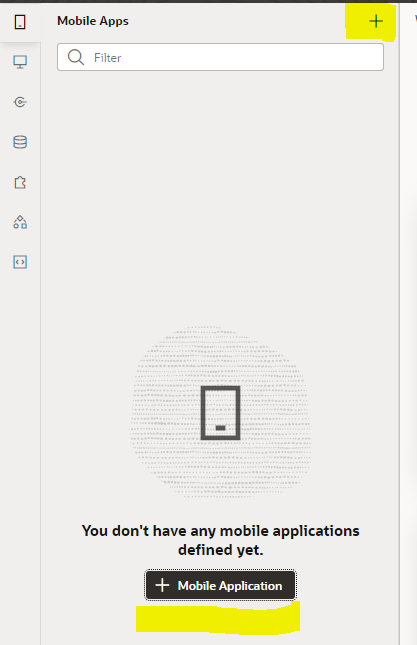 Mobile Apps
Filter
You don't have any mobile applications
defined yet.
Mobile Application